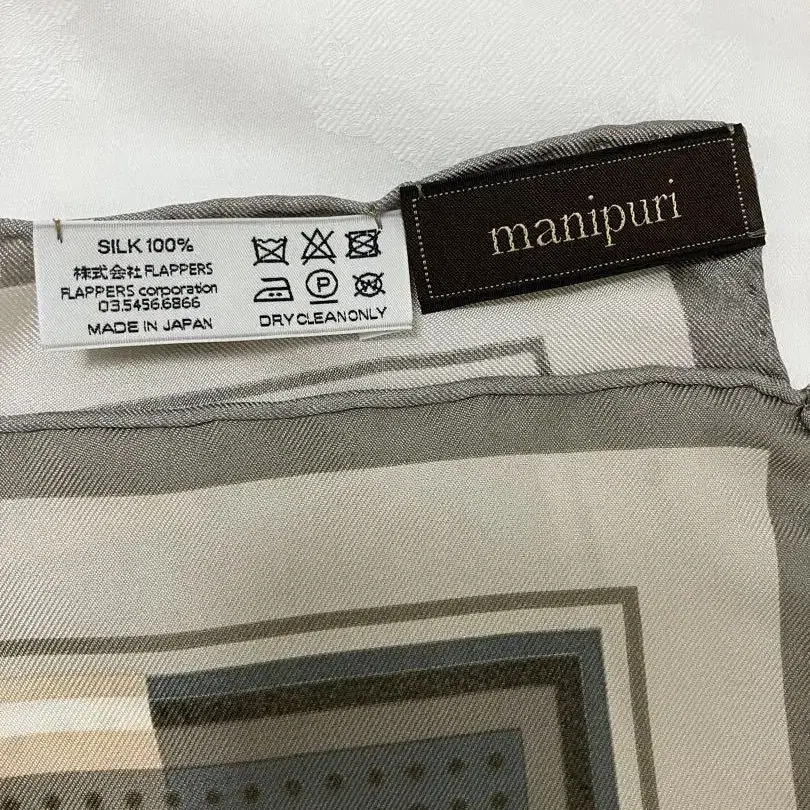 SILK 100%
株式会社 FLAPPERS
FLAPPERS corporation
03.5456.6866
MADE IN JAPAN
P
W
DRY CLEAN ONLY
manipuri